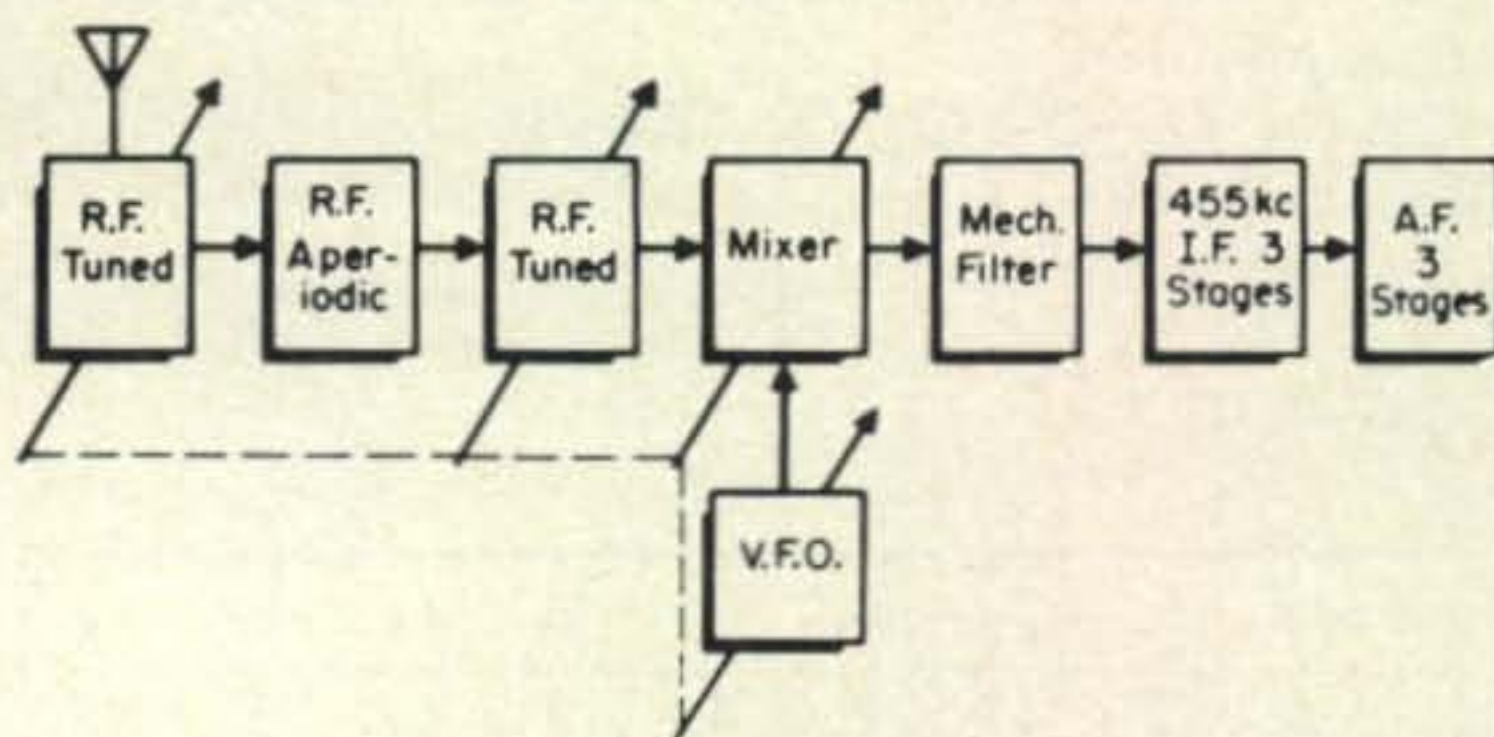 R.F.
Tuned
R.F.
Aper-
iodic
R.F.
Tuned
Mixer
Mech.
Filter
455kc
I.F. 3
Stages
A.F.
3
Stages
V.F.O.